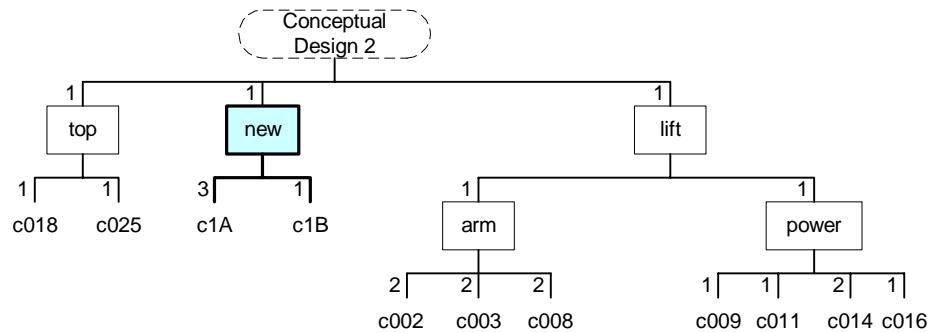 Conceptual
Design 2
1 1 1
top new lift
1 1 3 1 1 1
c018 c025 c1A c1B
arm power
2 2 2 1 1 2 1
c002 c003 c008 c009 c011 c014 c016